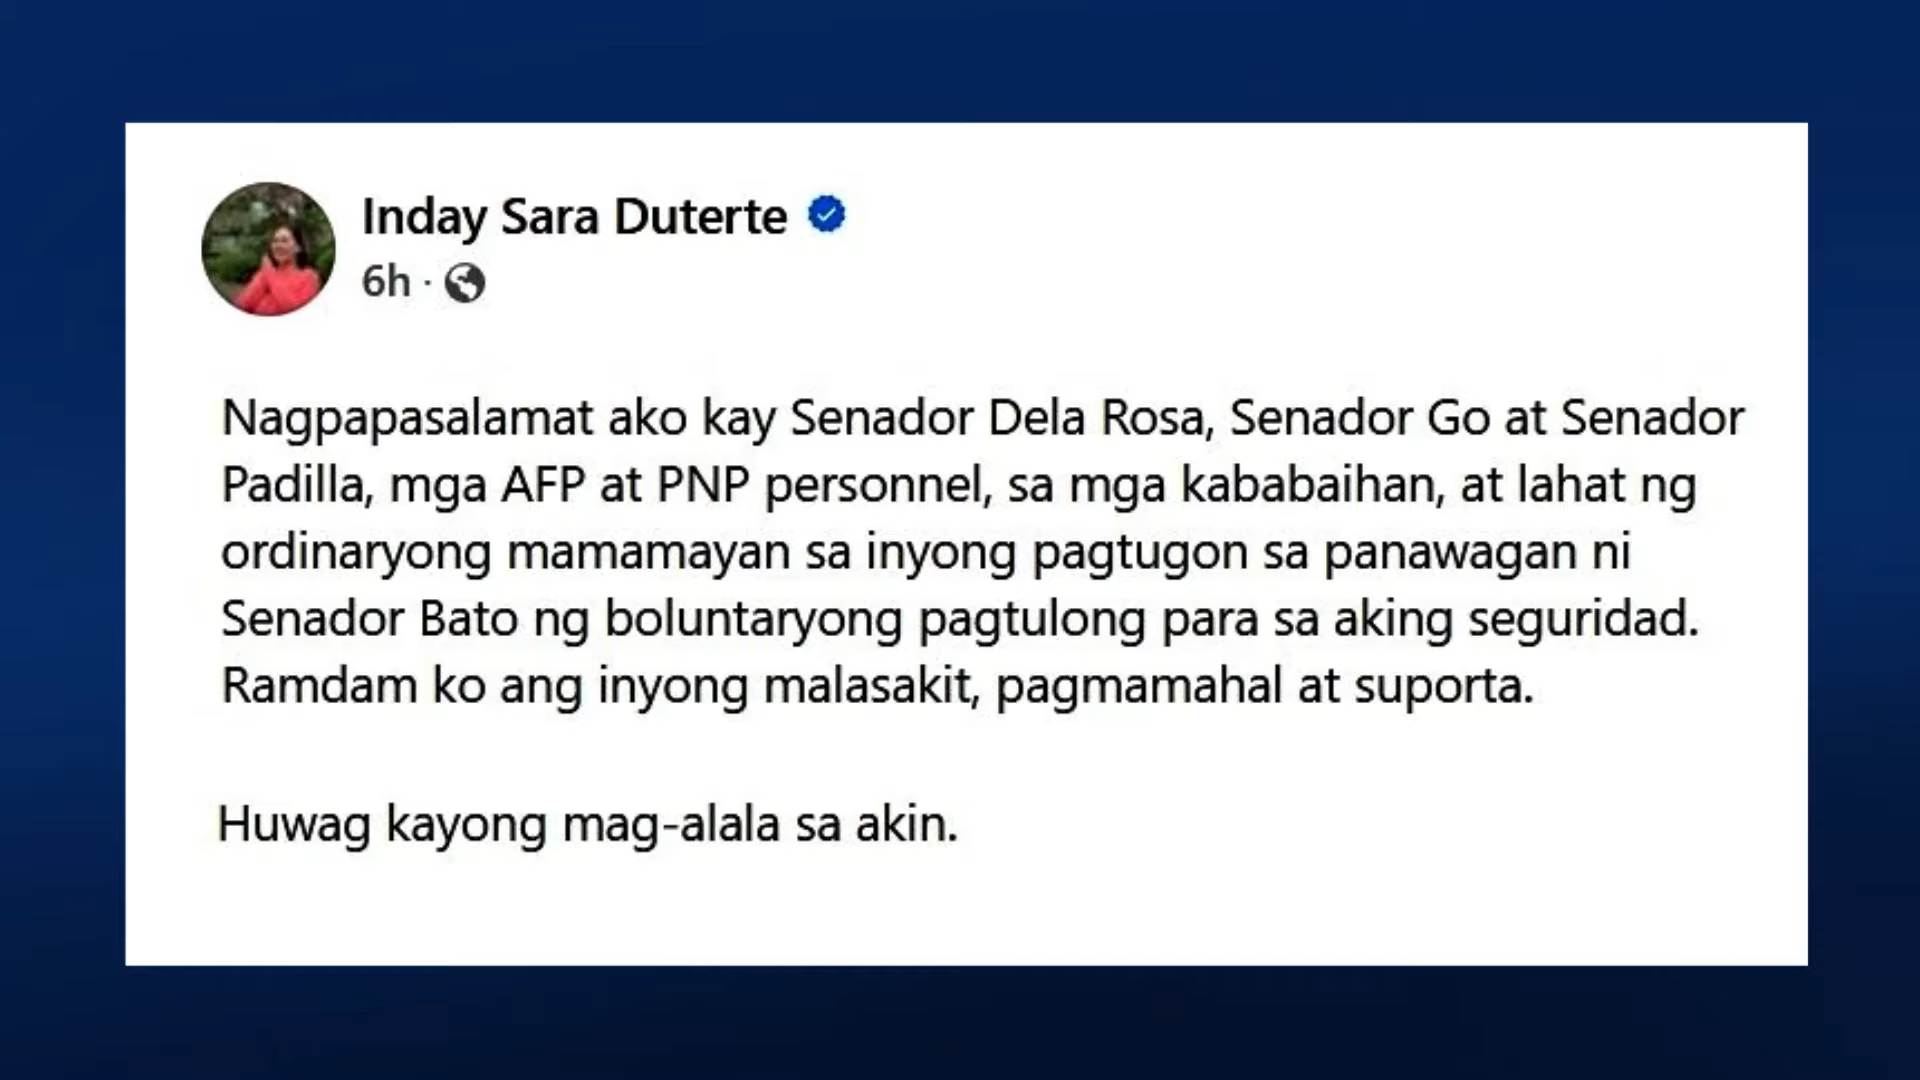 Inday Sara Duterte
6h ·
Nagpapasalamat ako kay Senador Dela Rosa, Senador Go at Senador
Padilla, mga AFP at PNP personnel, sa mga kababaihan, at lahat ng
ordinaryong mamamayan sa inyong pagtugon sa panawagan ni
Senador Bato ng boluntaryong pagtulong para sa aking seguridad.
Ramdam ko ang inyong malasakit, pagmamahal at suporta.
Huwag kayong mag-alala sa akin.